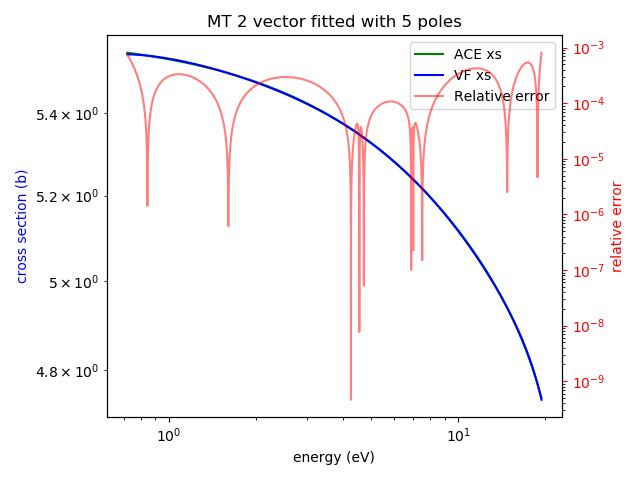 MT 2 vector fitted with 5 poles
ACE xs
VF xs
Relative error
5.4 × 10⁰
5.2 × 10⁰
5 × 10⁰
4.8 × 10⁰
cross section (b)
10⁻³
10⁻⁴
10⁻⁵
10⁻⁶
10⁻⁷
10⁻⁸
10⁻⁹
relative error
10⁰
10¹
energy (eV)